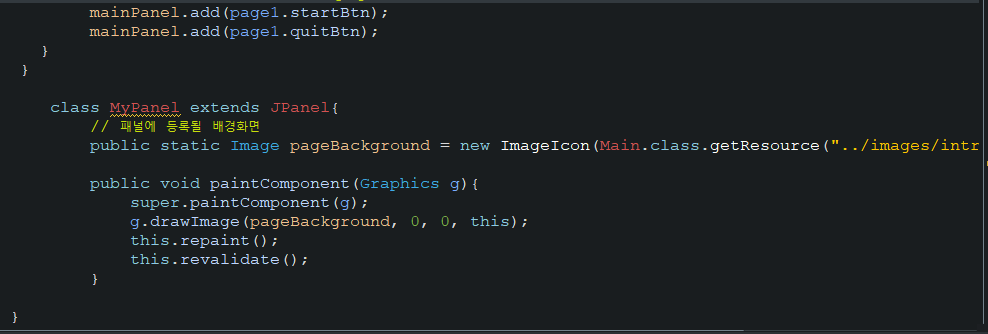 mainPanel.add(page1.startBtn);
mainPanel.add(page1.quitBtn);
}
}
class MyPanel extends JPanel{
// 패널에 등록될 배경화면
public static Image pageBackground = new ImageIcon(Main.class.getResource("../images/intr
public void paintComponent(Graphics g){
super.paintComponent(g);
g.drawImage(pageBackground, 0, 0, this);
this.repaint();
this.revalidate();
}
}